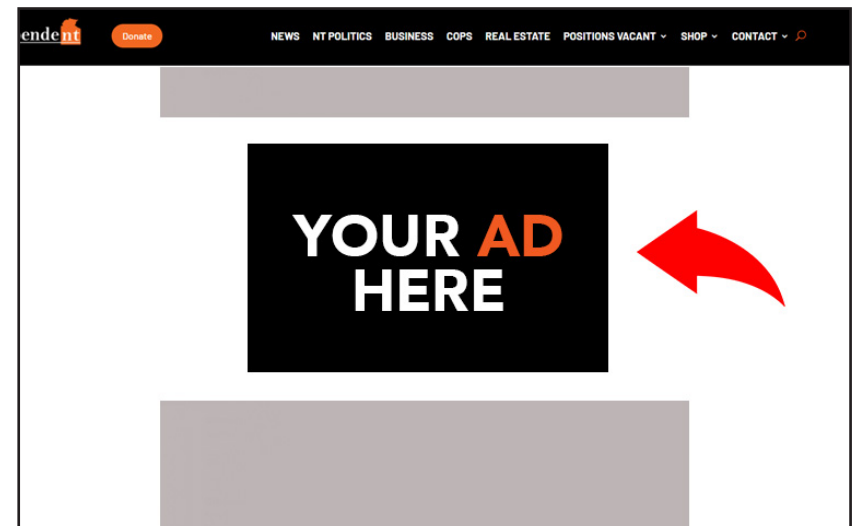 endent
Donate
NEWS NT POLITICS BUSINESS COPS REAL ESTATE POSITIONS VACANT SHOP CONTACT
YOUR AD
HERE